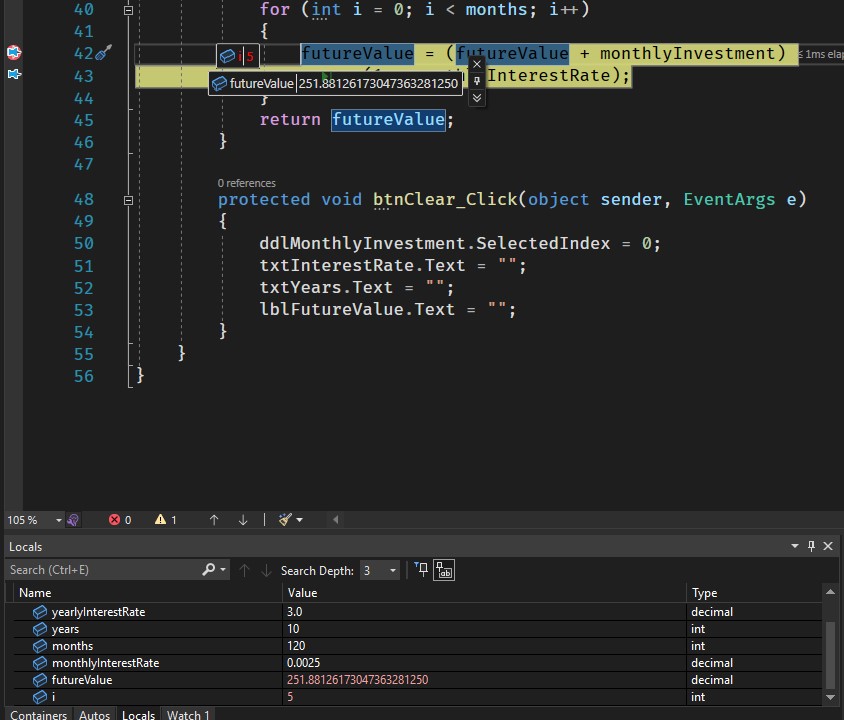 40 for (int i = 0; i < months; i++)
41 {
42 i 5 futureValue = (futureValue + monthlyInvestment) ≤ 1ms elap
43 InterestRate);
futureValue 251.88126173047363281250
44 }
45 return futureValue;
46 }
47
0 references
48 protected void btnClear_Click(object sender, EventArgs e)
49 {
50 ddlMonthlyInvestment.SelectedIndex = 0;
51 txtInterestRate.Text = "";
52 txtYears.Text = "";
53 lblFutureValue.Text = "";
54 }
55 }
56 }
105 % 0 1
Locals
Search (Ctrl+E) Search Depth: 3
Name Value Type
yearlyInterestRate 3.0 decimal
years 10 int
months 120 int
monthlyInterestRate 0.0025 decimal
futureValue 251.88126173047363281250 decimal
i 5 int
Containers Autos Locals Watch 1